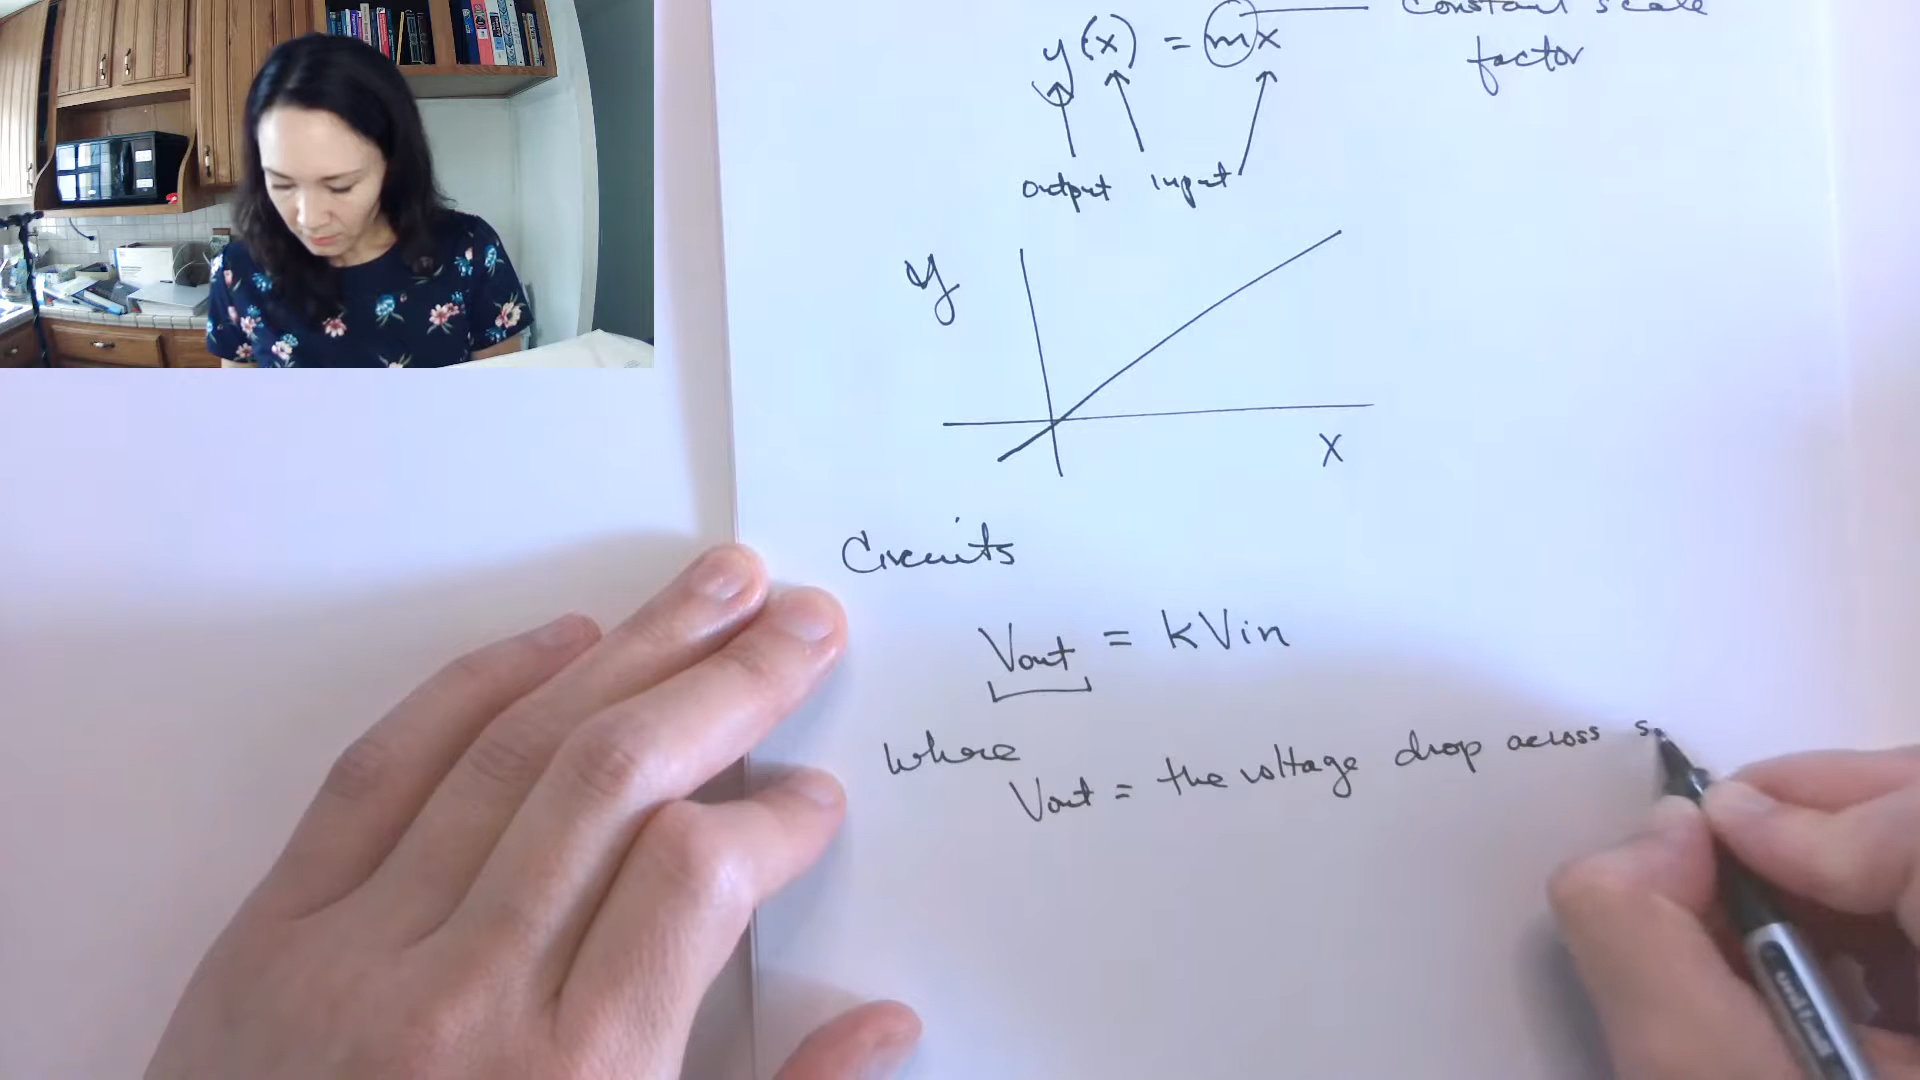 y(x) = mx constant scale
factor
output input
y
x
Circuits
Vout = kVin
where
Vout = the voltage drop across s